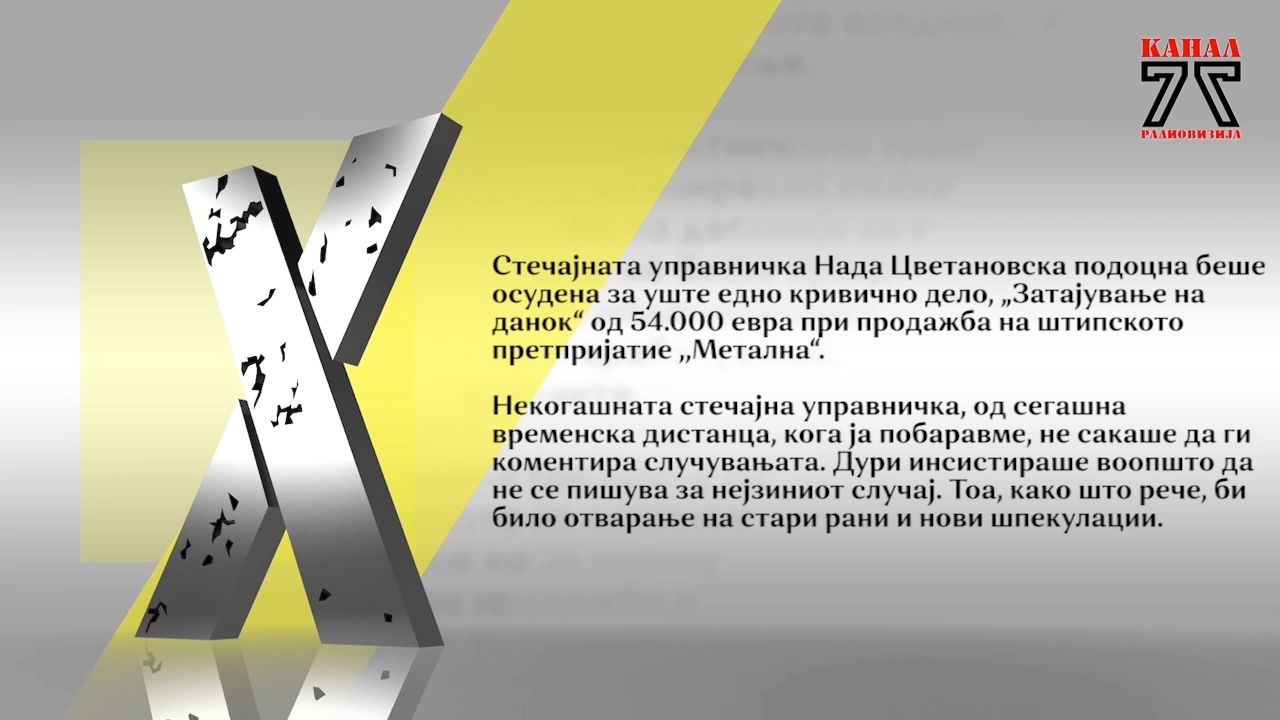 КАНАЛ
77
РАДИОВИЗИЈА
Стечајната управничка Нада Цветановска подоцна беше
осудена за уште едно кривично дело, „Затајување на
данок“ од 54.000 евра при продажба на штипското
претпријатие ,,Метална“.
Некогашната стечајна управничка, од сегашна
временска дистанца, кога ја побаравме, не сакаше да ги
коментира случувањата. Дури инсистираше воопшто да
не се пишува за нејзиниот случај. Тоа, како што рече, би
било отварање на стари рани и нови шпекулации.